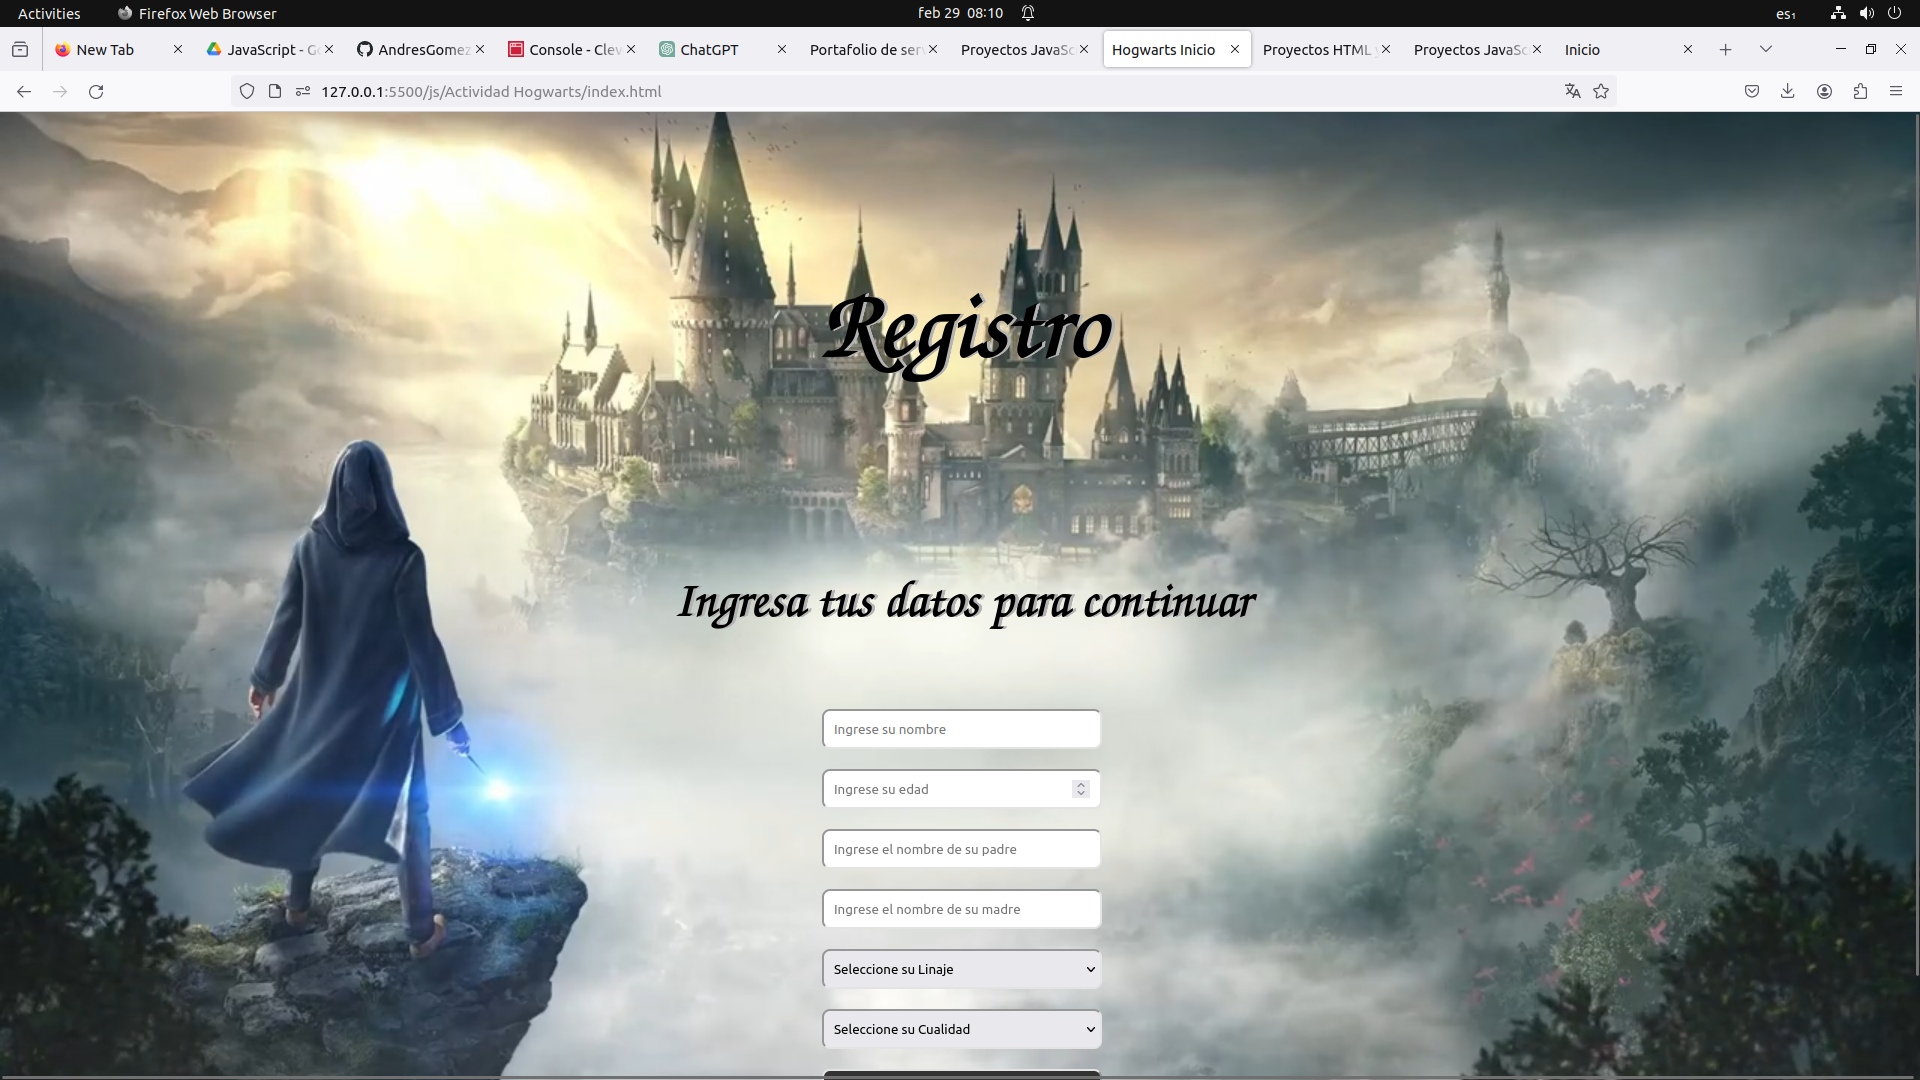 Activities
Firefox Web Browser
feb 29 08:10
es₁
New Tab
JavaScript - Go
AndresGomez
Console - Clev
ChatGPT
Portafolio de ser
Proyectos JavaSc
Hogwarts Inicio
Proyectos HTML y
Proyectos JavaSc
Inicio
127.0.0.1:5500/js/Actividad Hogwarts/index.html
Registro
Ingresa tus datos para continuar
Ingrese su nombre
Ingrese su edad
Ingrese el nombre de su padre
Ingrese el nombre de su madre
Seleccione su Linaje
Seleccione su Cualidad